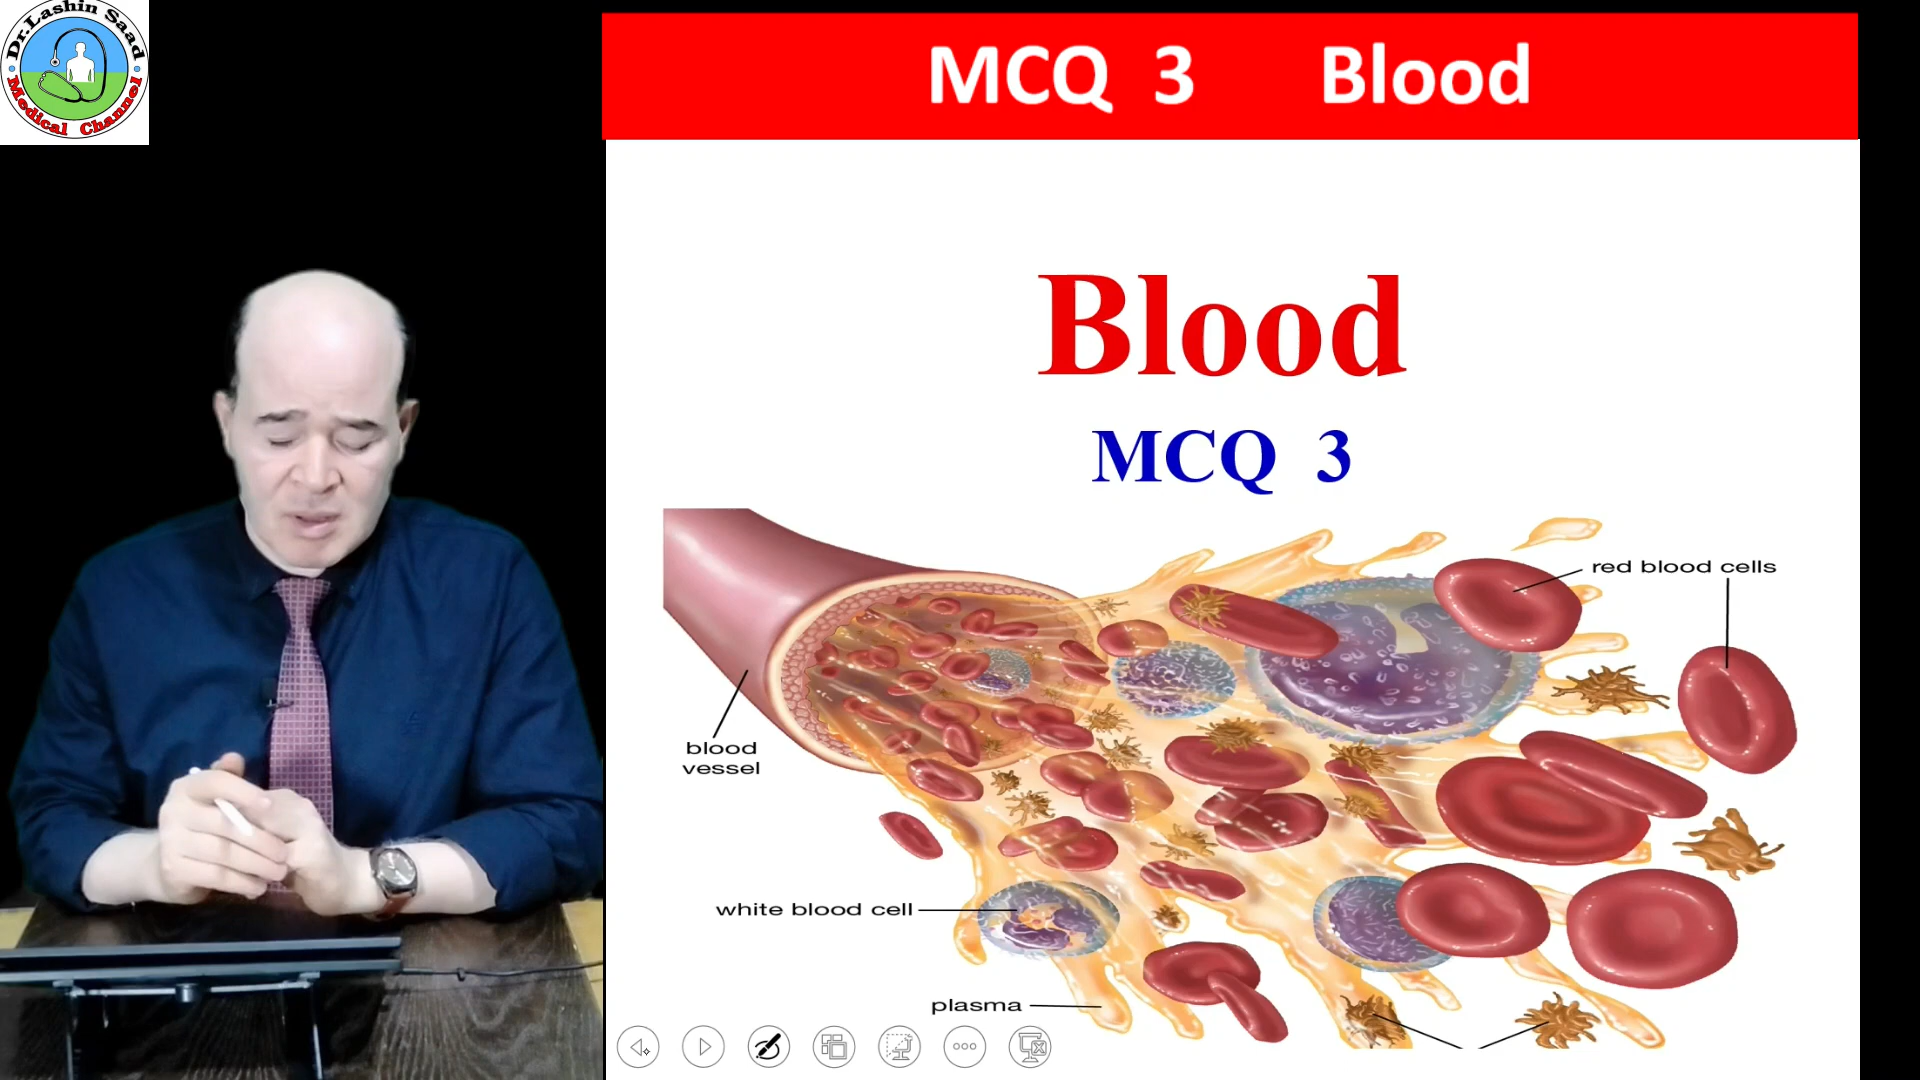 Dr.Lashin Saad
Medical Channel
MCQ 3 Blood
Blood
MCQ 3
red blood cells
blood
vessel
white blood cell
plasma